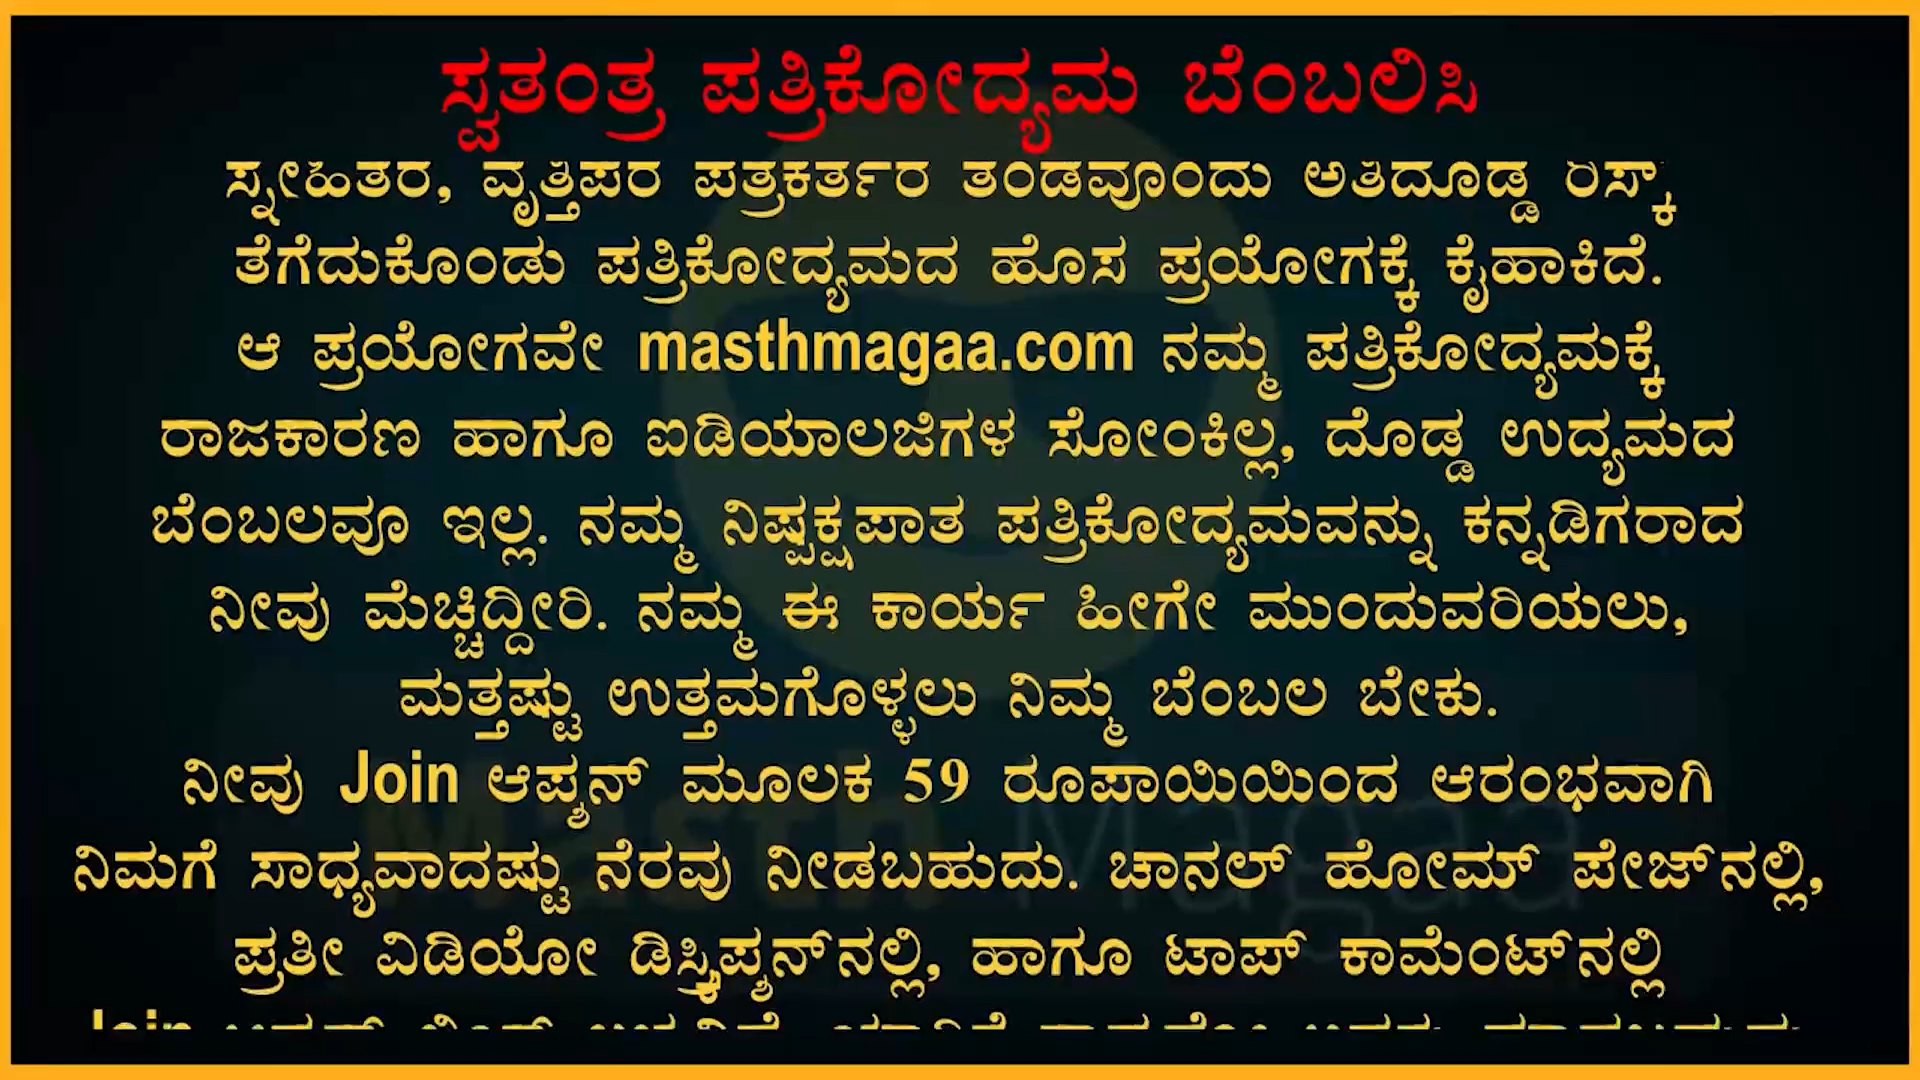 ಸ್ವತಂತ್ರ ಪತ್ರಿಕೋದ್ಯಮ ಬೆಂಬಲಿಸಿ
ಸ್ನೇಹಿತರೆ, ವೃತ್ತಿಪರ ಪತ್ರಕರ್ತರ ತಂಡವೊಂದು ಅತಿದೊಡ್ಡ ರಿಸ್ಕ್
ತೆಗೆದುಕೊಂಡು ಪತ್ರಿಕೋದ್ಯಮದ ಹೊಸ ಪ್ರಯೋಗಕ್ಕೆ ಕೈಹಾಕಿದೆ.
ಆ ಪ್ರಯೋಗವೇ masthmagaa.com ನಮ್ಮ ಪತ್ರಿಕೋದ್ಯಮಕ್ಕೆ
ರಾಜಕಾರಣ ಹಾಗೂ ಐಡಿಯಾಲಜಿಗಳ ಸೋಂಕಿಲ್ಲ, ದೊಡ್ಡ ಉದ್ಯಮದ
ಬೆಂಬಲವೂ ಇಲ್ಲ. ನಮ್ಮ ನಿಷ್ಪಕ್ಷಪಾತ ಪತ್ರಿಕೋದ್ಯಮವನ್ನು ಕನ್ನಡಿಗರಾದ
ನೀವು ಮೆಚ್ಚಿದ್ದೀರಿ. ನಮ್ಮ ಈ ಕಾರ್ಯ ಹೀಗೇ ಮುಂದುವರಿಯಲು,
ಮತ್ತಷ್ಟು ಉತ್ತಮಗೊಳ್ಳಲು ನಿಮ್ಮ ಬೆಂಬಲ ಬೇಕು.
ನೀವು Join ಆಪ್ಶನ್ ಮೂಲಕ 59 ರೂಪಾಯಿಯಿಂದ ಆರಂಭವಾಗಿ
ನಿಮಗೆ ಸಾಧ್ಯವಾದಷ್ಟು ನೆರವು ನೀಡಬಹುದು. ಚಾನಲ್ ಹೋಮ್ ಪೇಜ್‌ನಲ್ಲಿ,
ಪ್ರತೀ ವಿಡಿಯೋ ಡಿಸ್ಕ್ರಿಪ್ಶನ್‌ನಲ್ಲಿ, ಹಾಗೂ ಟಾಪ್ ಕಾಮೆಂಟ್‌ನಲ್ಲಿ
Join
Masth Magaa